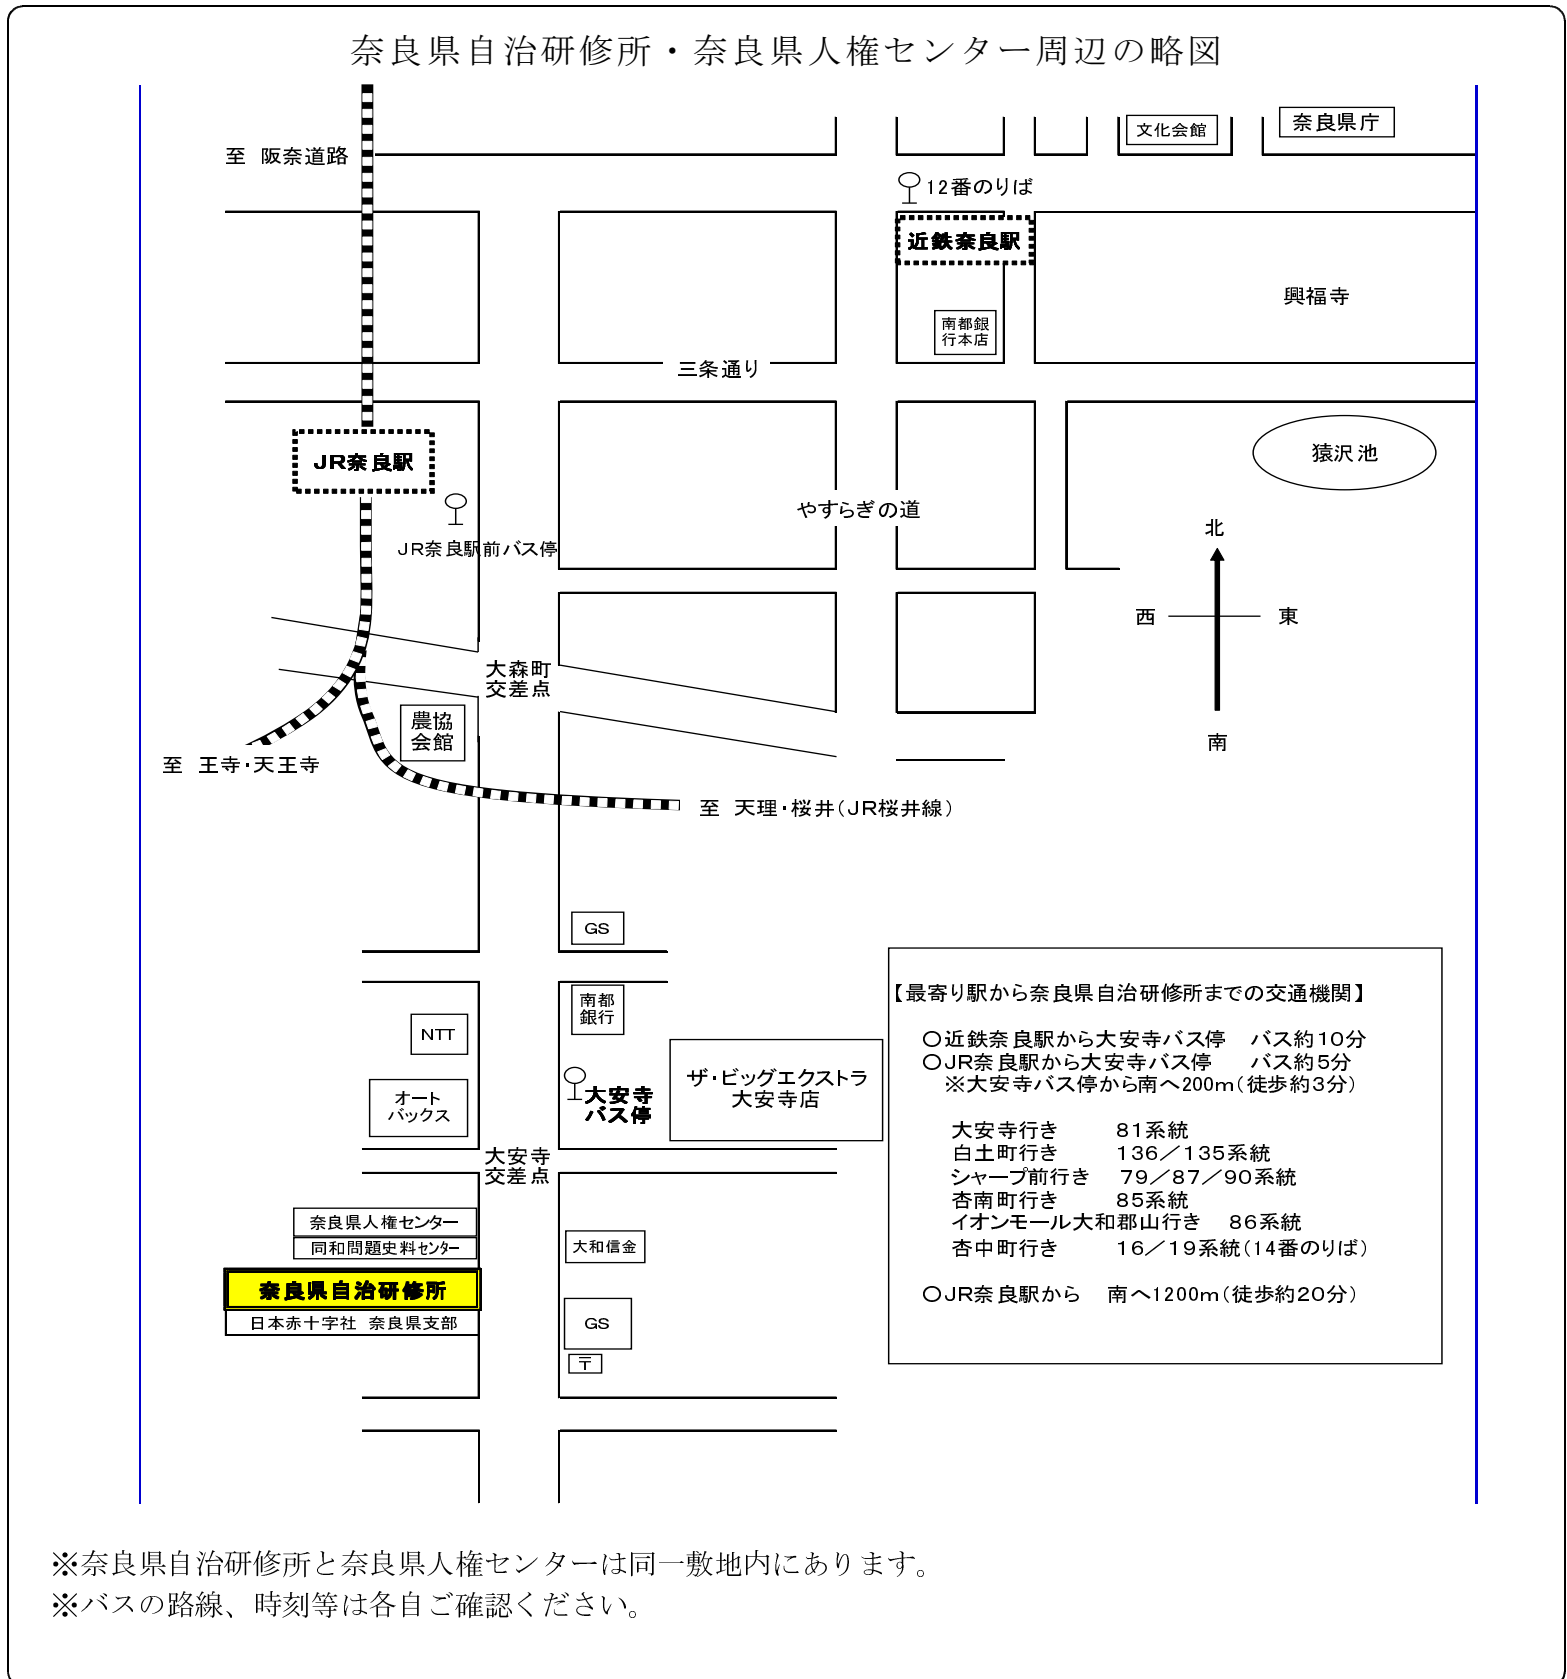 奈良県自治研修所・奈良県人権センター周辺の略図
文化会館
奈良県庁
至 阪奈道路
12番のりば
近鉄奈良駅
興福寺
南都銀
行本店
三条通り
JR奈良駅
猿沢池
やすらぎの道
北
JR奈良駅前バス停
西
東
大森町
交差点
農協
会館
南
至 王寺・天王寺
至 天理・桜井(JR桜井線)
GS
南都
銀行
NTT
オート
バックス
大安寺
バス停
ザ・ビッグエクストラ
大安寺店
大安寺
交差点
奈良県人権センター
同和問題史料センター
大和信金
奈良県自治研修所
日本赤十字社 奈良県支部
GS
〒
【最寄り駅から奈良県自治研修所までの交通機関】
○近鉄奈良駅から大安寺バス停 バス約10分
○JR奈良駅から大安寺バス停 バス約5分
※大安寺バス停から南へ200m(徒歩約3分)
大安寺行き 81系統
白土町行き 136/135系統
シャープ前行き 79/87/90系統
杏南町行き 85系統
イオンモール大和郡山行き 86系統
杏中町行き 16/19系統(14番のりば)
○JR奈良駅から 南へ1200m(徒歩約20分)
※奈良県自治研修所と奈良県人権センターは同一敷地内にあります。
※バスの路線、時刻等は各自ご確認ください。